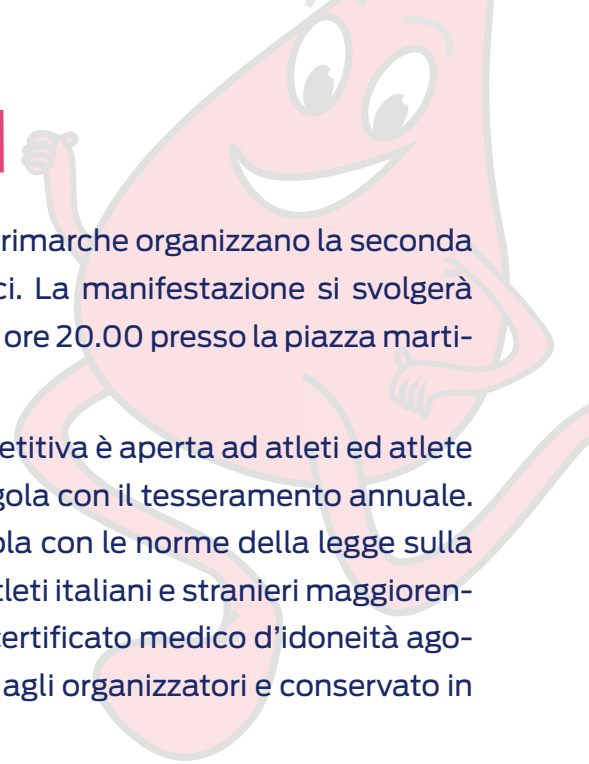 rimarche organizzano la seconda
ci. La manifestazione si svolgerà
ore 20.00 presso la piazza marti-
etitiva è aperta ad atleti ed atlete
gola con il tesseramento annuale.
ola con le norme della legge sulla
tleti italiani e stranieri maggioren-
certificato medico d'idoneità ago-
agli organizzatori e conservato in